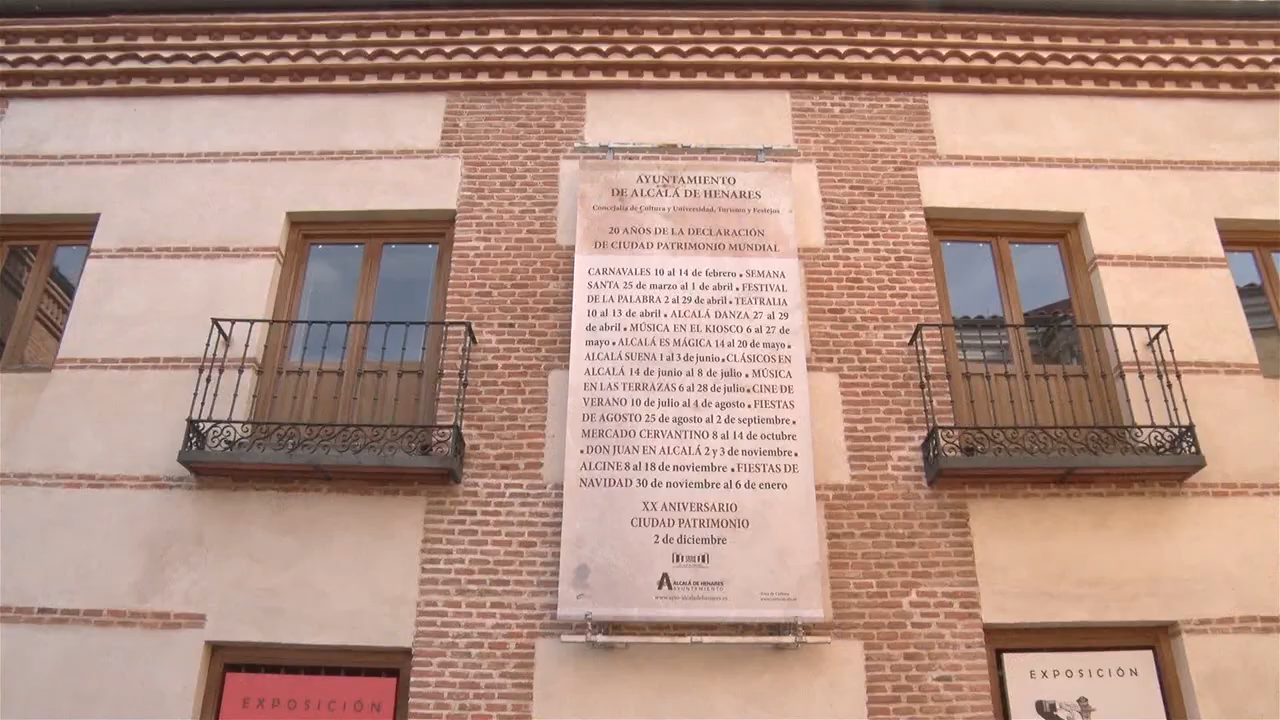 AYUNTAMIENTO
DE ALCALÁ DE HENARES
Concejalía de Cultura y Universidad, Turismo y Festejos
20 AÑOS DE LA DECLARACIÓN
DE CIUDAD PATRIMONIO MUNDIAL
CARNAVALES 10 al 14 de febrero • SEMANA
SANTA 25 de marzo al 1 de abril • FESTIVAL
DE LA PALABRA 2 al 29 de abril • TEATRALIA
10 al 13 de abril • ALCALÁ DANZA 27 al 29
de abril • MÚSICA EN EL KIOSCO 6 al 27 de
mayo • ALCALÁ ES MÁGICA 14 al 20 de mayo •
ALCALÁ SUENA 1 al 3 de junio • CLÁSICOS EN
ALCALÁ 14 de junio al 8 de julio • MÚSICA
EN LAS TERRAZAS 6 al 28 de julio • CINE DE
VERANO 10 de julio al 4 de agosto • FIESTAS
DE AGOSTO 25 de agosto al 2 de septiembre •
MERCADO CERVANTINO 8 al 14 de octubre
• DON JUAN EN ALCALÁ 2 y 3 de noviembre •
ALCINE 8 al 18 de noviembre • FIESTAS DE
NAVIDAD 30 de noviembre al 6 de enero
XX ANIVERSARIO
CIUDAD PATRIMONIO
2 de diciembre
ALCALÁ DE HENARES
AYUNTAMIENTO
www.ayto-alcaladehenares.es
EXPOSICIÓN
EXPOSICIÓN